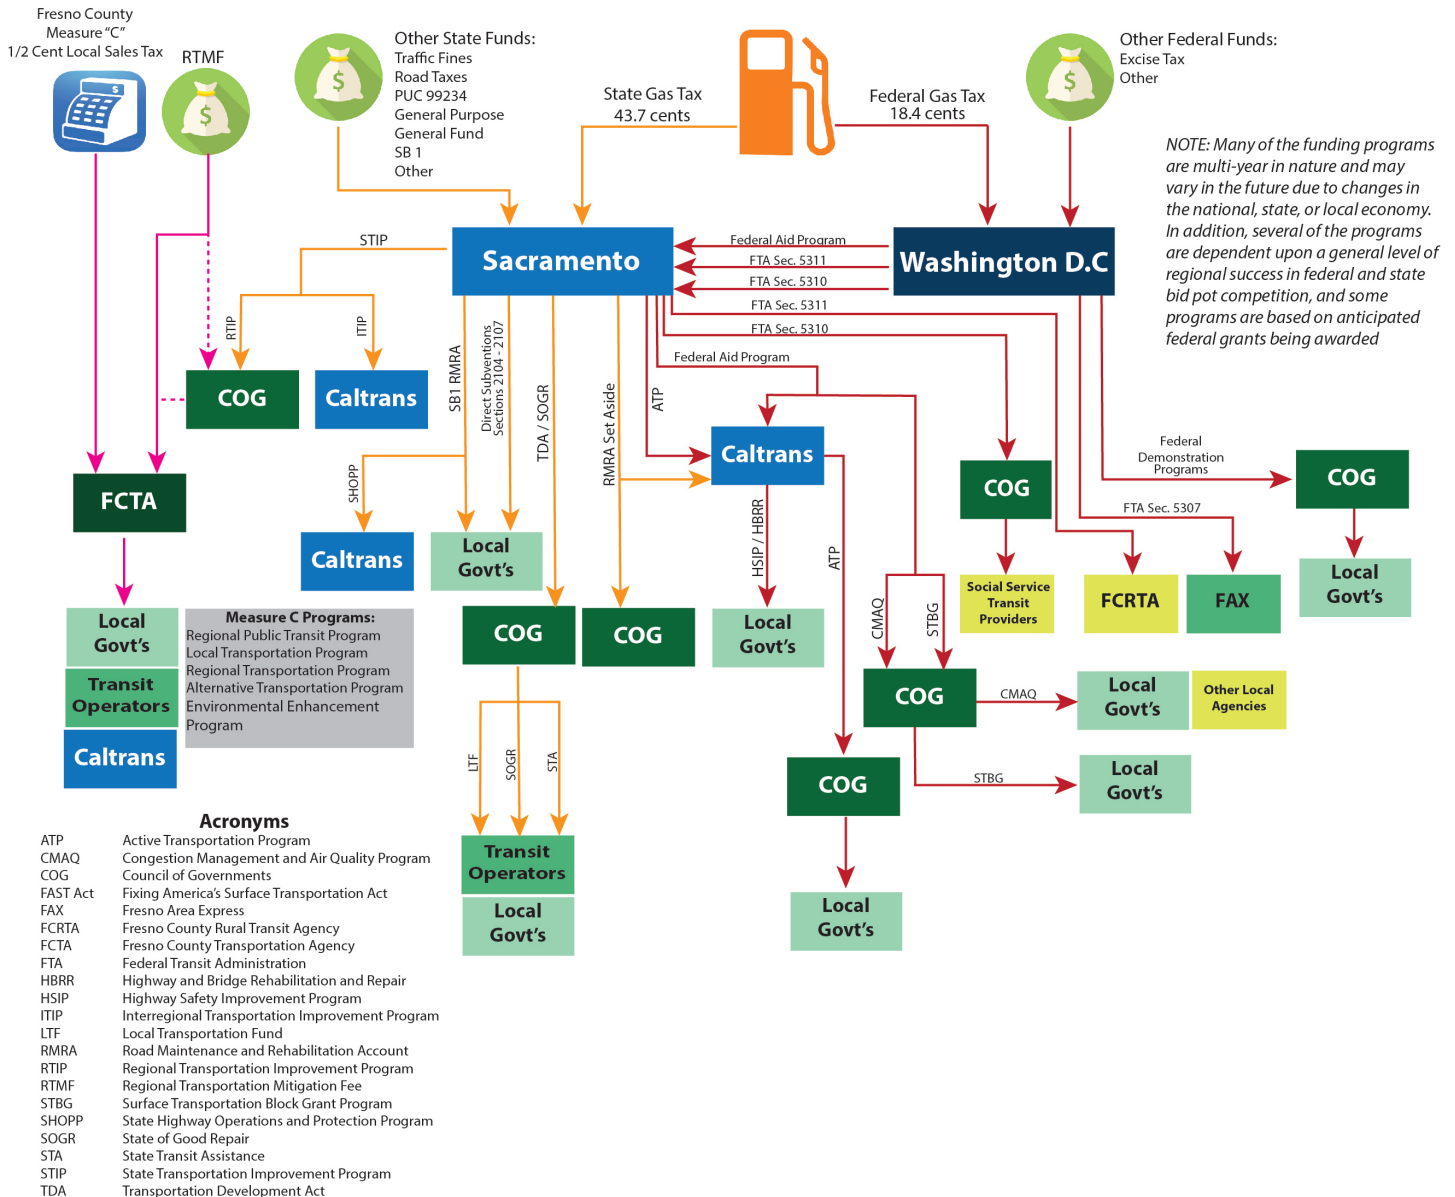 Fresno County
Measure “C”
1/2 Cent Local Sales Tax
RTMF
$
$
Other State Funds:
Traffic Fines
Road Taxes
PUC 99234
General Purpose
General Fund
SB 1
Other
$
State Gas Tax
43.7 cents
Federal Gas Tax
18.4 cents
$
Other Federal Funds:
Excise Tax
Other
NOTE: Many of the funding programs
are multi-year in nature and may
vary in the future due to changes in
the national, state, or local economy.
In addition, several of the programs
are dependent upon a general level of
regional success in federal and state
bid pot competition, and some
programs are based on anticipated
federal grants being awarded
STIP
Sacramento
Federal Aid Program
FTA Sec. 5311
FTA Sec. 5310
Washington D.C
FTA Sec. 5311
FTA Sec. 5310
Federal Aid Program
RTIP
ITIP
SB1 RMRA
Direct Subventions
Sections 2104 - 2107
TDA / SOGR
RMRA Set Aside
ATP
COG
Caltrans
SHOPP
Caltrans
Federal
Demonstration
Programs
COG
COG
FCTA
FTA Sec. 5307
HSIP / HBRR
ATP
Caltrans
Local
Govt’s
Local
Govt’s
Social Service
Transit
Providers
FCRTA
FAX
CMAQ
STBG
Local
Govt’s
Transit
Operators
Caltrans
Measure C Programs:
Regional Public Transit Program
Local Transportation Program
Regional Transportation Program
Alternative Transportation Program
Environmental Enhancement
Program
COG
COG
Local
Govt’s
COG
CMAQ
Local
Govt’s
Other Local
Agencies
LTF
SOGR
STA
COG
STBG
Local
Govt’s
Transit
Operators
Local
Govt’s
Local
Govt’s
Acronyms
ATP Active Transportation Program
CMAQ Congestion Management and Air Quality Program
COG Council of Governments
FAST Act Fixing America’s Surface Transportation Act
FAX Fresno Area Express
FCRTA Fresno County Rural Transit Agency
FCTA Fresno County Transportation Agency
FTA Federal Transit Administration
HBRR Highway and Bridge Rehabilitation and Repair
HSIP Highway Safety Improvement Program
ITIP Interregional Transportation Improvement Program
LTF Local Transportation Fund
RMRA Road Maintenance and Rehabilitation Account
RTIP Regional Transportation Improvement Program
RTMF Regional Transportation Mitigation Fee
STBG Surface Transportation Block Grant Program
SHOPP State Highway Operations and Protection Program
SOGR State of Good Repair
STA State Transit Assistance
STIP State Transportation Improvement Program
TDA Transportation Development Act